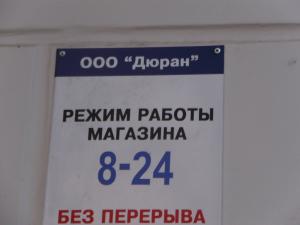 ООО "Дюран"
РЕЖИМ РАБОТЫ
МАГАЗИНА
8-24
БЕЗ ПЕРЕРЫВА